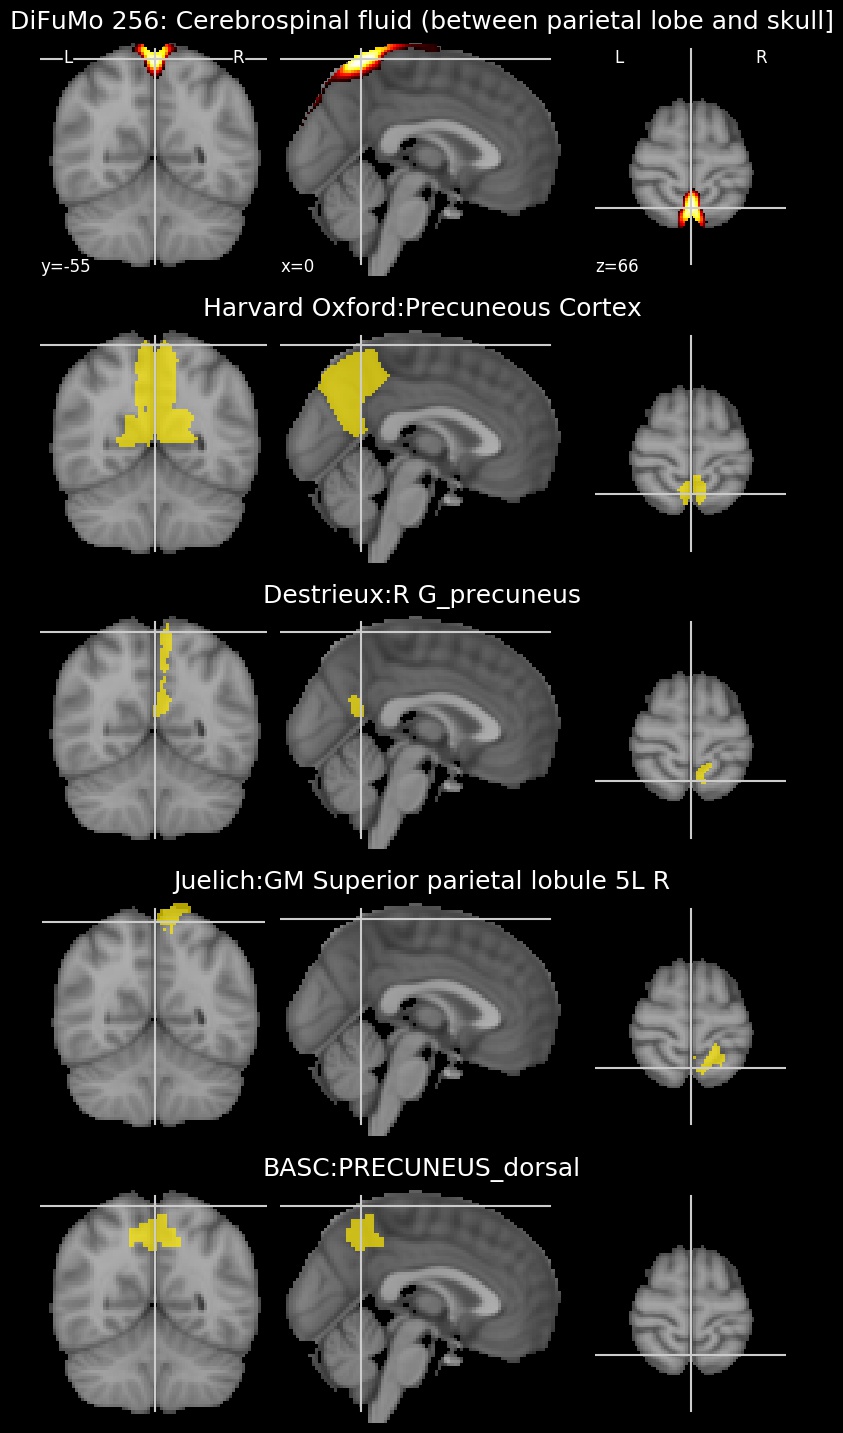 DiFuMo 256: Cerebrospinal fluid (between parietal lobe and skull]
L R L R
y=-55 x=0 z=66
Harvard Oxford:Precuneous Cortex
Destrieux:R G_precuneus
Juelich:GM Superior parietal lobule 5L R
BASC:PRECUNEUS_dorsal